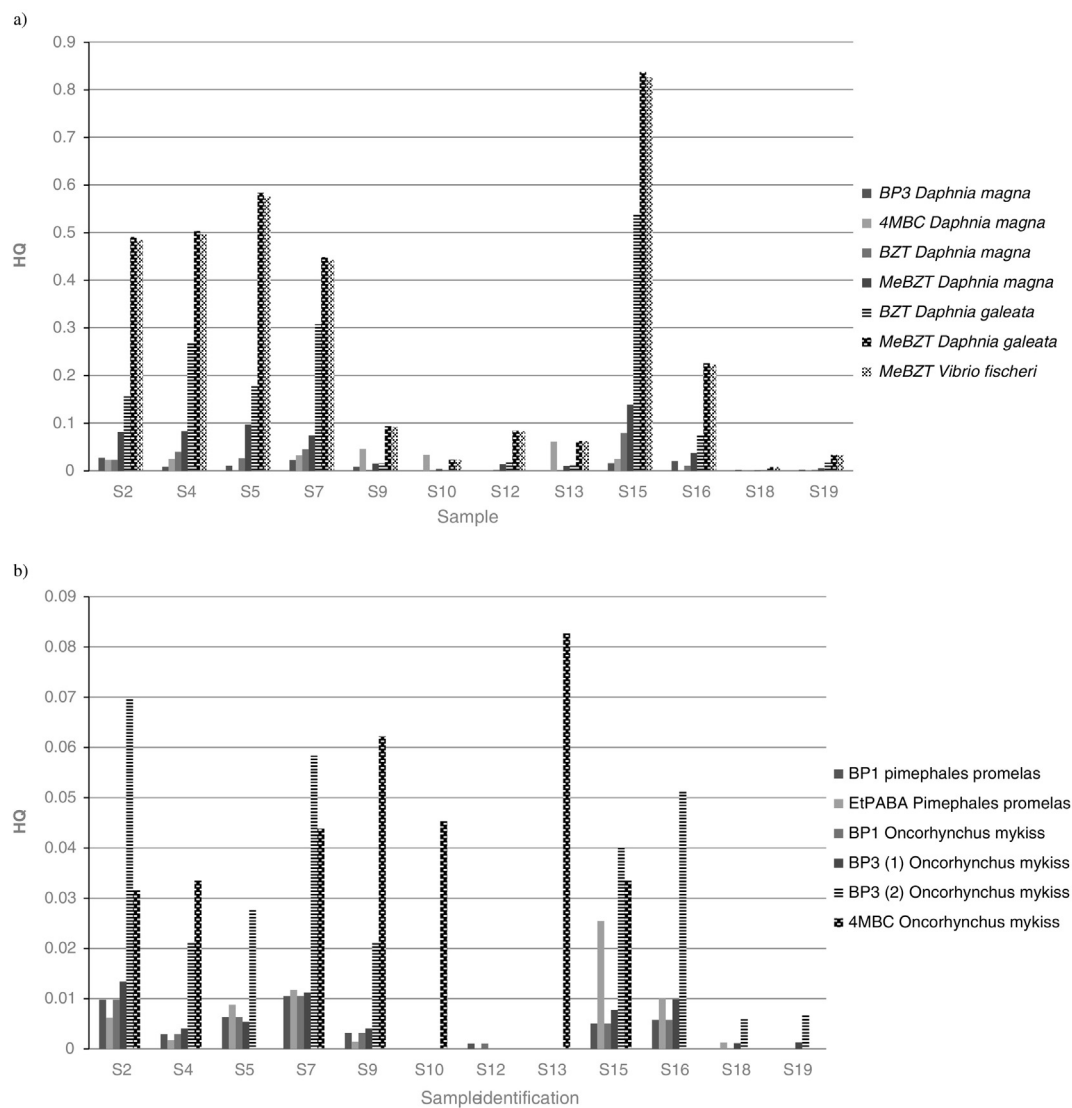 a)
0.9
0.8
0.7
0.6
0.5
0.4
0.3
0.2
0.1
0
HQ
S2 S4 S5 S7 S9 S10 S12 S13 S15 S16 S18 S19
Sample
BP3 Daphnia magna
4MBC Daphnia magna
BZT Daphnia magna
MeBZT Daphnia magna
BZT Daphnia galeata
MeBZT Daphnia galeata
MeBZT Vibrio fischeri
b)
0.09
0.08
0.07
0.06
0.05
0.04
0.03
0.02
0.01
0
HQ
S2 S4 S5 S7 S9 S10 S12 S13 S15 S16 S18 S19
Sampleidentification
BP1 pimephales promelas
EtPABA Pimephales promelas
BP1 Oncorhynchus mykiss
BP3 (1) Oncorhynchus mykiss
BP3 (2) Oncorhynchus mykiss
4MBC Oncorhynchus mykiss